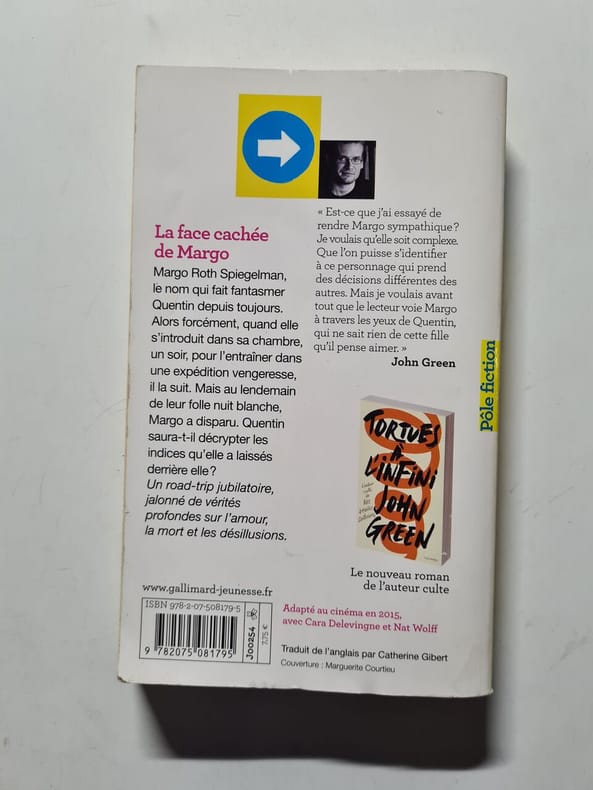 La face cachée
de Margo
Margo Roth Spiegelman,
le nom qui fait fantasmer
Quentin depuis toujours.
Alors forcément, quand elle
s'introduit dans sa chambre,
un soir, pour l'entraîner dans
une expédition vengeresse,
il la suit. Mais au lendemain
de leur folle nuit blanche,
Margo a disparu. Quentin
saura-t-il décrypter les
indices qu'elle a laissés
derrière elle ?
Un road-trip jubilatoire,
jalonné de vérités
profondes sur l'amour,
la mort et les désillusions.
« Est-ce que j'ai essayé de
rendre Margo sympathique ?
Je voulais qu'elle soit complexe.
Que l'on puisse s'identifier
à ce personnage qui prend
des décisions différentes des
autres. Mais je voulais avant
tout que le lecteur voie Margo
à travers les yeux de Quentin,
qui ne sait rien de cette fille
qu'il pense aimer. »
John Green
Pôle fiction
TORTUES
À
L'INFINI
JOHN
GREEN
Le nouveau roman
de l'auteur culte
www.gallimard-jeunesse.fr
ISBN 978-2-07-508179-5
9 782075 081795
J00254
7,75 €
Adapté au cinéma en 2015,
avec Cara Delevingne et Nat Wolff
Traduit de l'anglais par Catherine Gibert
Couverture : Marguerite Courtieu